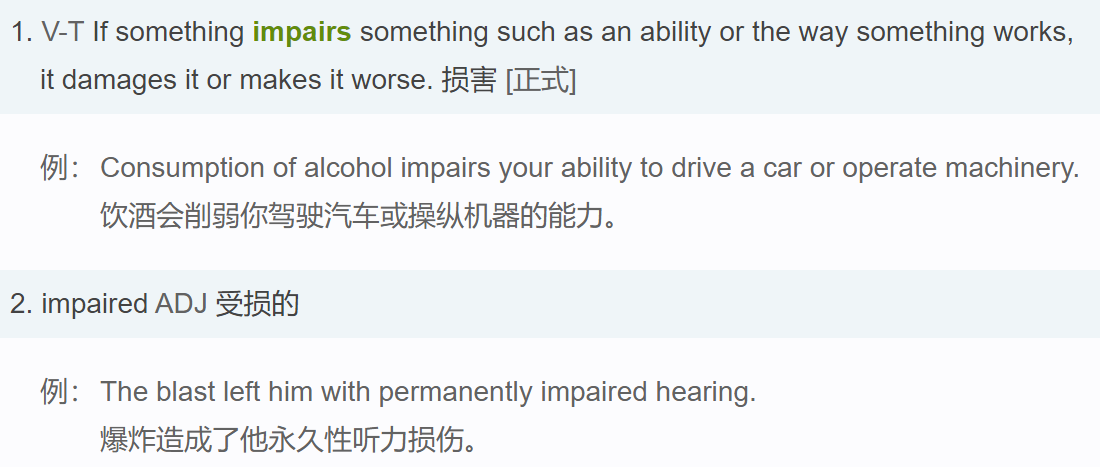 1. V-T If something impairs something such as an ability or the way something works,
it damages it or makes it worse. 损害 [正式]
例： Consumption of alcohol impairs your ability to drive a car or operate machinery.
饮酒会削弱你驾驶汽车或操纵机器的能力。
2. impaired ADJ 受损的
例： The blast left him with permanently impaired hearing.
爆炸造成了他永久性听力损伤。